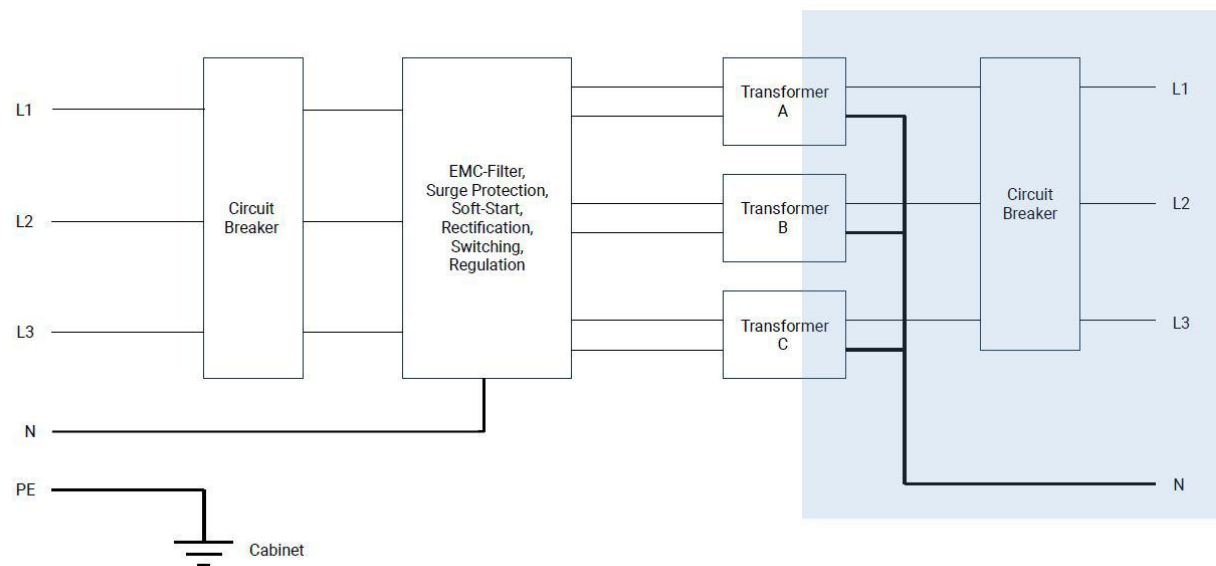 L1
L2
L3
N
PE
Circuit
Breaker
EMC-Filter,
Surge Protection,
Soft-Start,
Rectification,
Switching,
Regulation
Transformer
A
Transformer
B
Transformer
C
Circuit
Breaker
L1
L2
L3
N
Cabinet